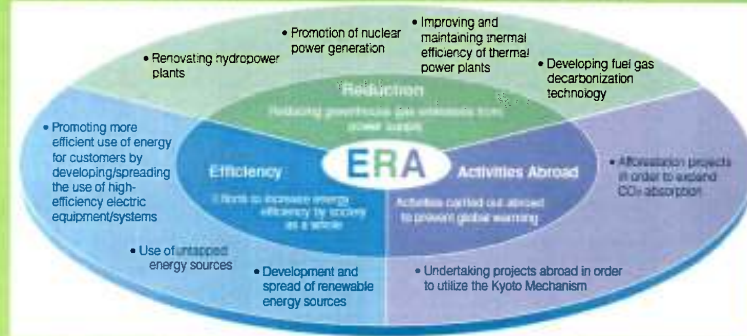 • Renovating hydropower
plants
• Promotion of nuclear
power generation
• Improving and
maintaining thermal
efficiency of thermal
power plants
• Developing fuel gas
decarbonization
technology
Reduction
Reducing greenhouse gas emissions from
power supply
• Promoting more
efficient use of energy
for customers by
developing/spreading
the use of high-
efficiency electric
equipment/systems
Efficiency
Efforts to increase energy
efficiency by society
as a whole
ERA
Activities Abroad
Activities carried out abroad
to prevent global warming
• Afforestation projects
in order to expand
CO₂ absorption
• Use of untapped
energy sources
• Development and
spread of renewable
energy sources
• Undertaking projects abroad in order
to utilize the Kyoto Mechanism